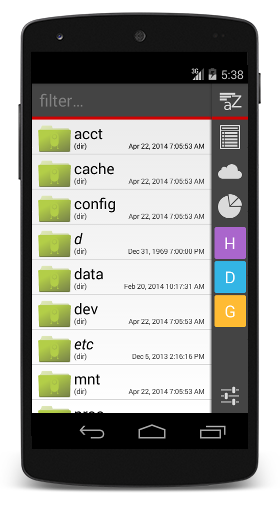 3G 5:38
filter... aZ
acct
(dir) Apr 22, 2014 7:05:53 AM
cache
(dir) Apr 22, 2014 7:05:53 AM
config
(dir) Apr 22, 2014 7:05:53 AM
H
d
(dir) Dec 31, 1969 7:00:00 PM
D
data
(dir) Feb 20, 2014 10:17:31 AM
G
dev
(dir) Apr 22, 2014 7:05:53 AM
etc
(dir) Dec 5, 2013 2:16:16 PM
mnt
(dir) Apr 22, 2014 7:05:53 AM